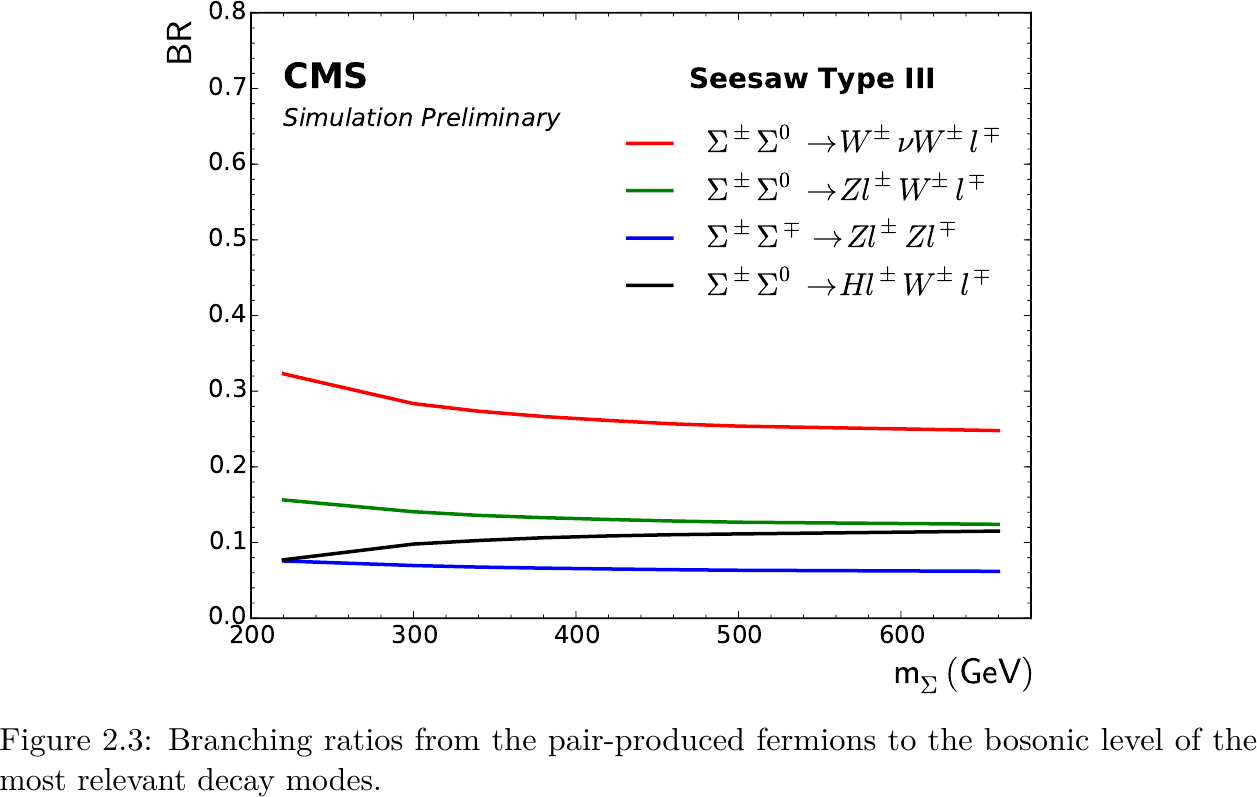 BR
0.8
0.7
0.6
0.5
0.4
0.3
0.2
0.1
0.0
CMS
Simulation Preliminary
Seesaw Type III
Σ± Σ0 →W± νW± l∓
Σ± Σ0 →Zl± W± l∓
Σ± Σ∓ →Zl± Zl∓
Σ± Σ0 →Hl± W± l∓
200 300 400 500 600
mΣ (GeV)
Figure 2.3: Branching ratios from the pair-produced fermions to the bosonic level of the
most relevant decay modes.